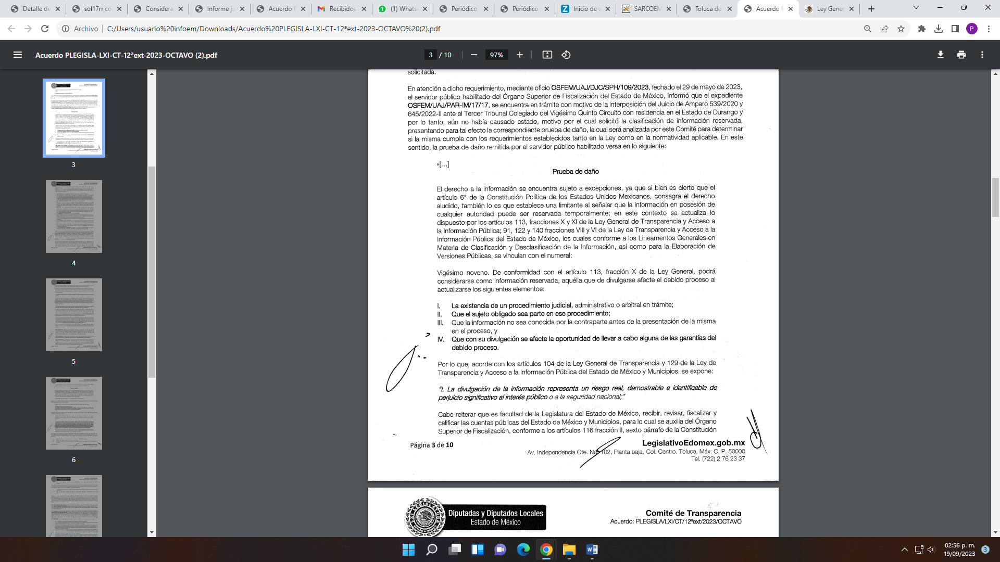 Detalle de
sol17rr co
Considera
Informe ju
Acuerdo P
Recibidos
(1) Whats
Periódico
Periódico
Inicio de s
SARCOEM
Toluca de
Acuerdo P
Ley Gener
Archivo
C:/Users/usuario%20infoem/Downloads/Acuerdo%20PLEGISLA-LXI-CT-12ªext-2023-OCTAVO%20(2).pdf
P
Acuerdo PLEGISLA-LXI-CT-12ªext-2023-OCTAVO (2).pdf
3 / 10
97%
3
4
5
6
solicitada.
En atención a dicho requerimiento, mediante oficio OSFEM/UAJ/DJC/SPH/109/2023, fechado el 29 de mayo de 2023,
el servidor público habilitado del Órgano Superior de Fiscalización del Estado de México, informó que el expediente
OSFEM/UAJ/PAR-IM/17/17, se encuentra en trámite con motivo de la interposición del Juicio de Amparo 539/2020 y
645/2022-II ante el Tercer Tribunal Colegiado del Vigésimo Quinto Circuito con residencia en el Estado de Durango y
por lo tanto, aún no había causado estado, motivo por el cual solicitó la clasificación de información reservada,
presentando para tal efecto la correspondiente prueba de daño, la cual será analizada por este Comité para determinar
si la misma cumple con los requerimientos establecidos tanto en la Ley como en la normatividad aplicable. En este
sentido, la prueba de daño remitida por el servidor público habilitado versa en lo siguiente:
«[…]
Prueba de daño
El derecho a la información se encuentra sujeto a excepciones, ya que si bien es cierto que el
artículo 6° de la Constitución Política de los Estados Unidos Mexicanos, consagra el derecho
aludido, también lo es que establece una limitante al señalar que la información en posesión de
cualquier autoridad puede ser reservada temporalmente; en este contexto se actualiza lo
dispuesto por los artículos 113, fracciones X y XI de la Ley General de Transparencia y Acceso a
la Información Pública; 91, 122 y 140 fracciones VIII y VI de la Ley de Transparencia y Acceso a la
Información Pública del Estado de México, los cuales conforme a los Lineamentos Generales en
Materia de Clasificación y Desclasificación de la Información, así como para la Elaboración de
Versiones Públicas, se vinculan con el numeral:
Vigésimo noveno. De conformidad con el artículo 113, fracción X de la Ley General, podrá
considerarse como información reservada, aquélla que de divulgarse afecte el debido proceso al
actualizarse los siguientes elementos:
I. La existencia de un procedimiento judicial, administrativo o arbitral en trámite;
II. Que el sujeto obligado sea parte en ese procedimiento;
III. Que la información no sea conocida por la contraparte antes de la presentación de la misma
en el proceso, y
IV. Que con su divulgación se afecte la oportunidad de llevar a cabo alguna de las garantías del
debido proceso.
Por lo que, acorde con los artículos 104 de la Ley General de Transparencia y 129 de la Ley de
Transparencia y Acceso a la Información Pública del Estado de México y Municipios, se expone:
"I. La divulgación de la información representa un riesgo real, demostrable e identificable de
perjuicio significativo al interés público o a la seguridad nacional;"
Cabe reiterar que es facultad de la Legislatura del Estado de México, recibir, revisar, fiscalizar y
calificar las cuentas públicas del Estado de México y Municipios, para lo cual se auxilia del Órgano
Superior de Fiscalización, conforme a los artículos 116 fracción II, sexto párrafo de la Constitución
Página 3 de 10
LegislativoEdomex.gob.mx
Av. Independencia Ote. No. 102, Planta baja, Col. Centro. Toluca, Méx. C. P. 50000
Tel. (722) 2 76 23 37
Diputadas y Diputados Locales
Estado de México
Comité de Transparencia
Acuerdo: PLEGISLA/LXI/CT/12ªext/2023/OCTAVO
02:56 p. m.
19/09/2023
3